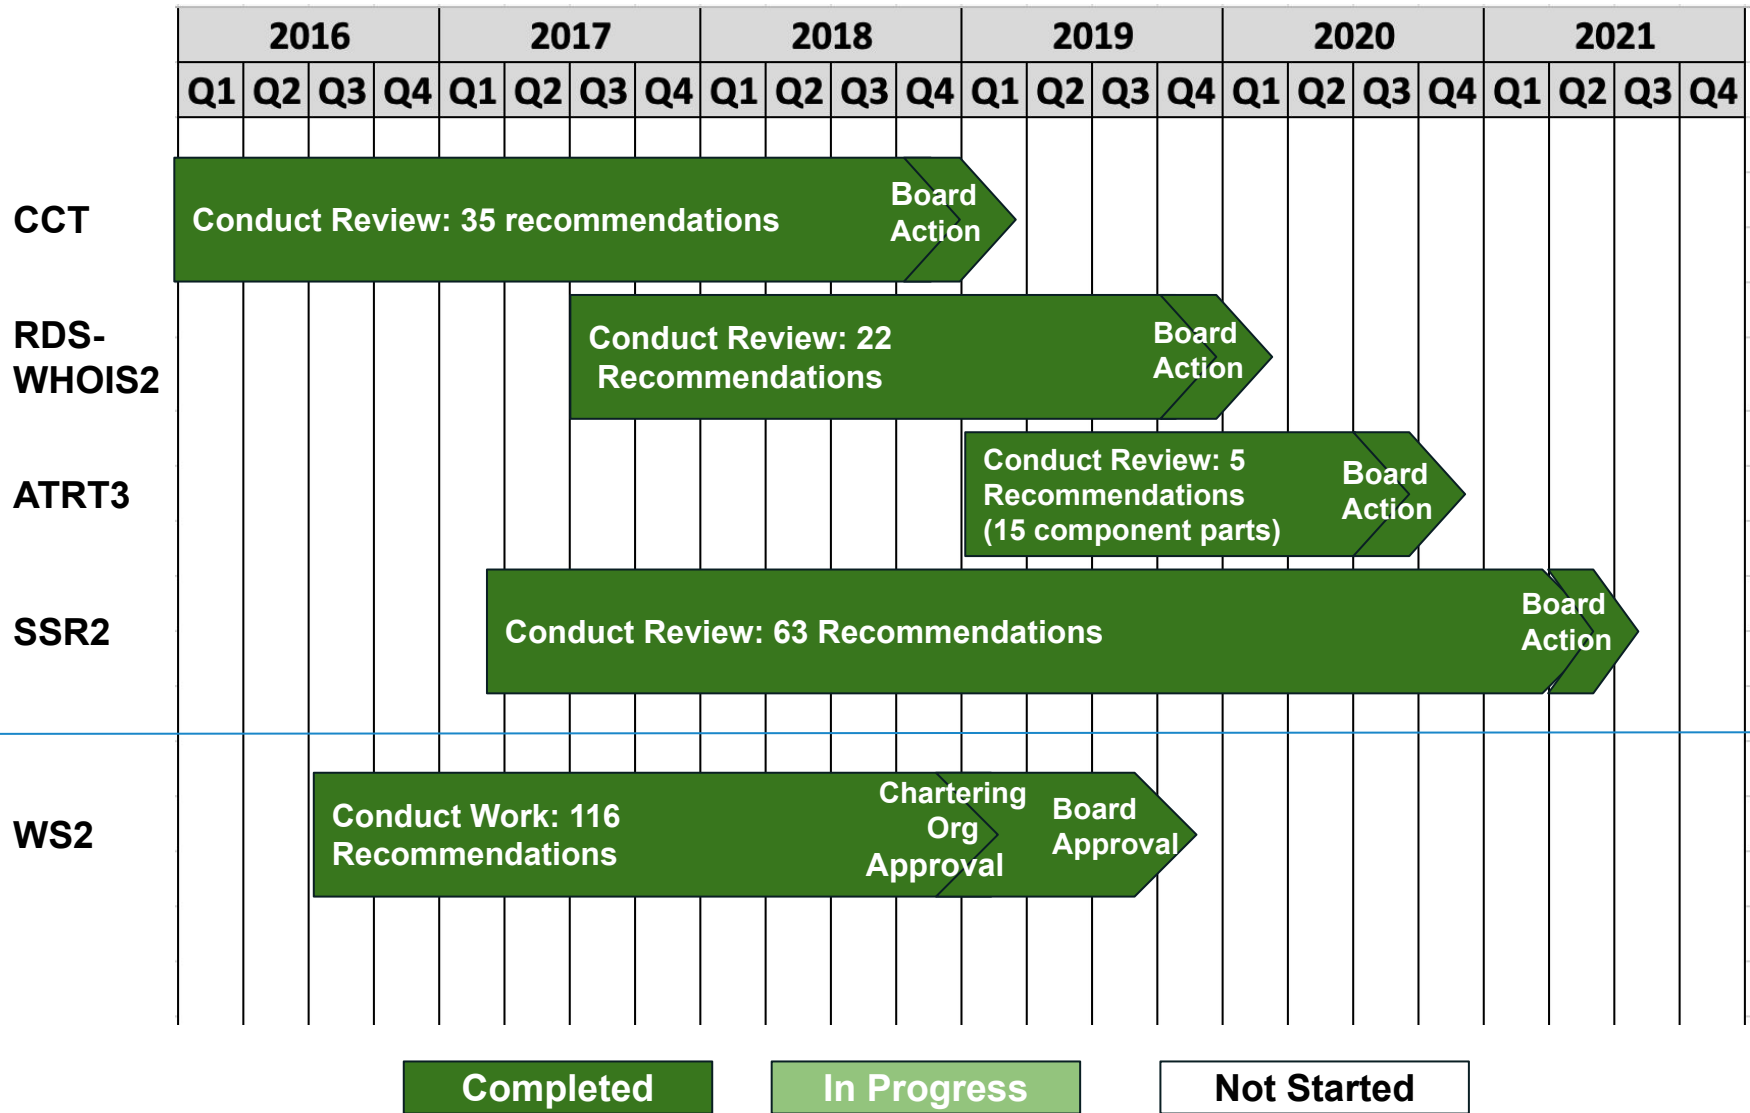 2016 2017 2018 2019 2020 2021
Q1 Q2 Q3 Q4 Q1 Q2 Q3 Q4 Q1 Q2 Q3 Q4 Q1 Q2 Q3 Q4 Q1 Q2 Q3 Q4 Q1 Q2 Q3 Q4
CCT
Conduct Review: 35 recommendations
Board
Action
RDS-
WHOIS2
Conduct Review: 22
Recommendations
Board
Action
ATRT3
Conduct Review: 5
Recommendations
(15 component parts)
Board
Action
SSR2
Conduct Review: 63 Recommendations
Board
Action
WS2
Conduct Work: 116
Recommendations
Chartering
Org
Approval
Board
Approval
Completed
In Progress
Not Started